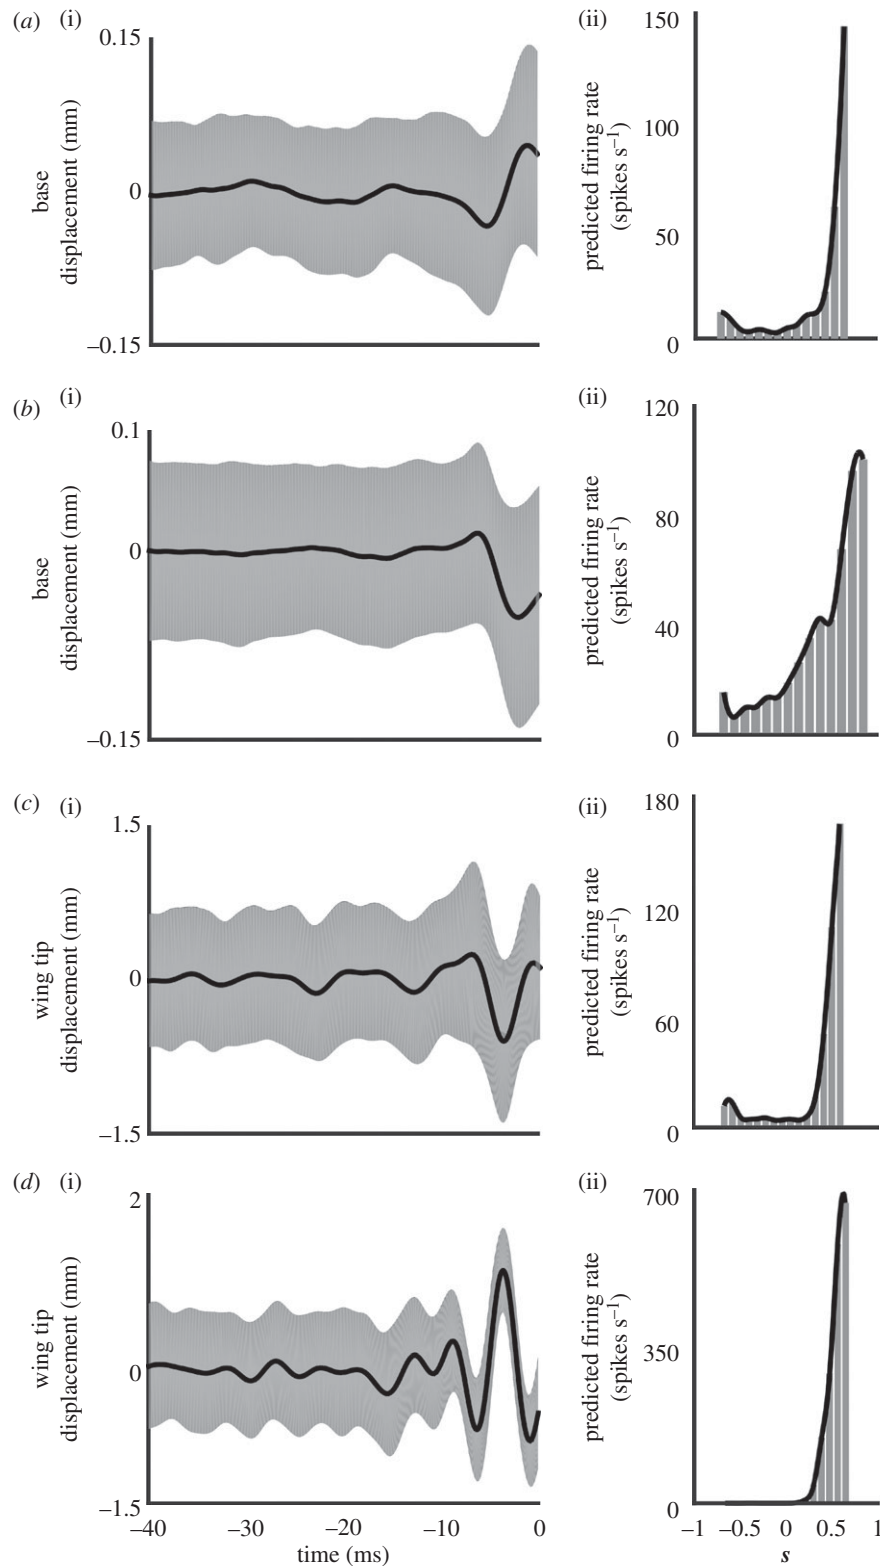 (a) (i)
0.15
0
–0.15
base
displacement (mm)
(ii)
150
100
50
0
predicted firing rate
(spikes s–1)
(b) (i)
0.1
0
–0.15
base
displacement (mm)
(ii)
120
80
40
0
predicted firing rate
(spikes s–1)
(c) (i)
1.5
0
–1.5
wing tip
displacement (mm)
(ii)
180
120
60
0
predicted firing rate
(spikes s–1)
(d) (i)
2
0
–1.5
wing tip
displacement (mm)
–40 –30 –20 –10 0
time (ms)
(ii)
700
350
0
predicted firing rate
(spikes s–1)
–1 –0.5 0 0.5 1
s